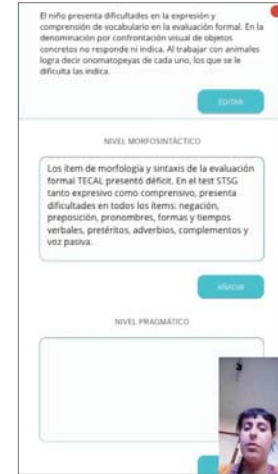 El niño presenta dificultades en la expresión y
comprensión de vocabulario en la evaluación formal. En la
denominación por confrontación visual de objetos
concretos no responde ni indica. Al trabajar con animales
logra decir onomatopeyas de cada uno, los que se le
dificulta las indica.
EDITAR
NIVEL MORFOSINTÁCTICO
Los ítem de morfología y sintaxis de la evaluación
formal TECAL presentó déficit. En el test STSG
tanto expresivo como comprensivo, presenta
dificultades en todos los ítems: negación,
preposición, pronombres, formas y tiempos
verbales, pretéritos, adverbios, complementos y
voz pasiva.
AÑADIR
NIVEL PRAGMÁTICO